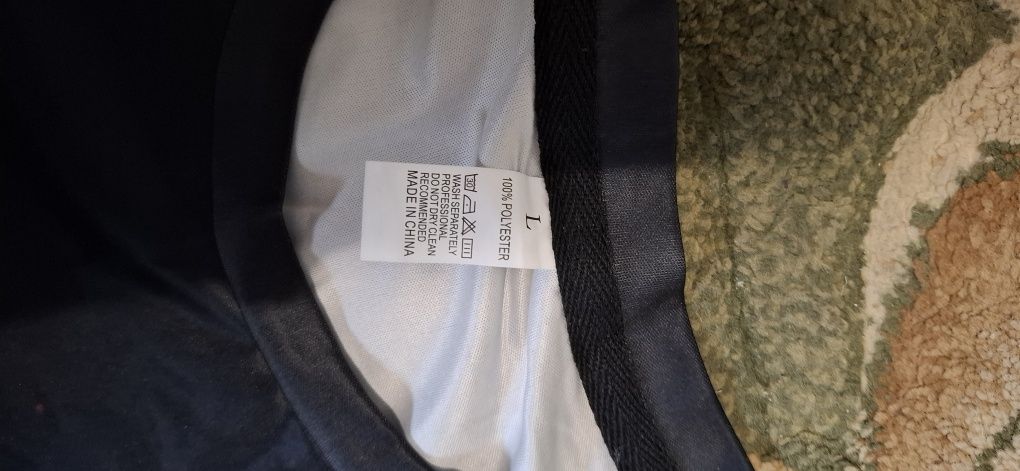 L
100% POLYESTER
30
WASH SEPARATELY
PROFESSIONAL
DO NOT DRY CLEAN
RECOMMENDED
MADE IN CHINA